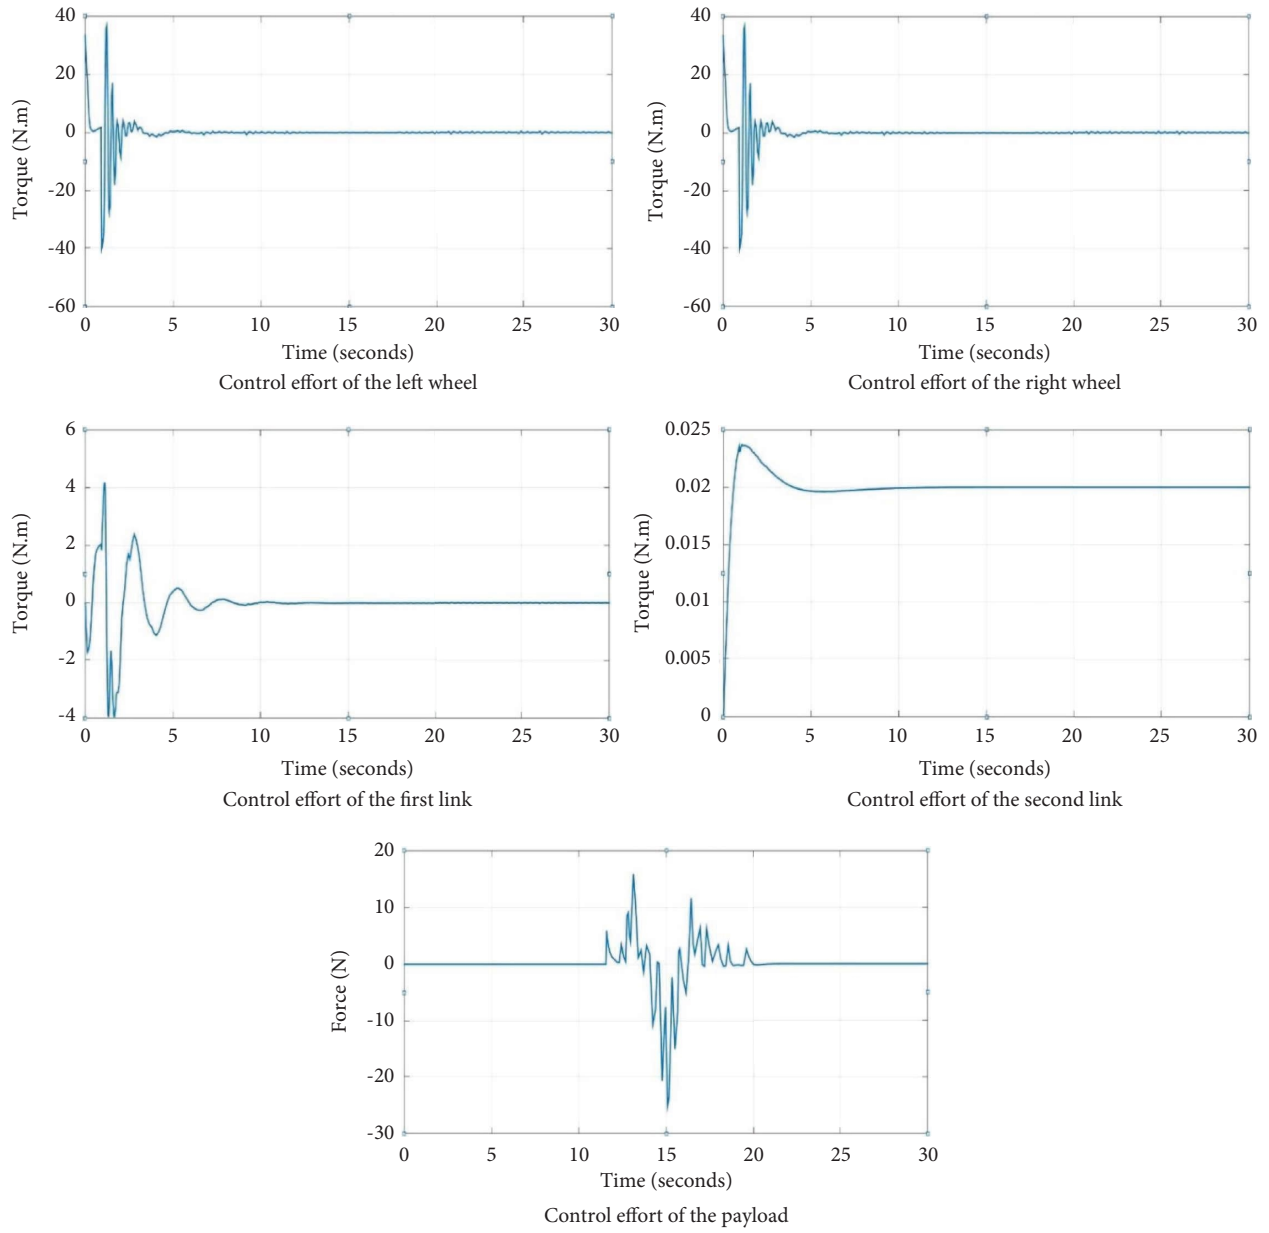 40
20
0
-20
-40
-60
Torque (N.m)
0 5 10 15 20 25 30
Time (seconds)
Control effort of the left wheel
40
20
0
-20
-40
-60
Torque (N.m)
0 5 10 15 20 25 30
Time (seconds)
Control effort of the right wheel
6
4
2
0
-2
-4
Torque (N.m)
0 5 10 15 20 25 30
Time (seconds)
Control effort of the first link
0.025
0.02
0.015
0.01
0.005
0
Torque (N.m)
0 5 10 15 20 25 30
Time (seconds)
Control effort of the second link
20
10
0
-10
-20
-30
Force (N)
0 5 10 15 20 25 30
Time (seconds)
Control effort of the payload